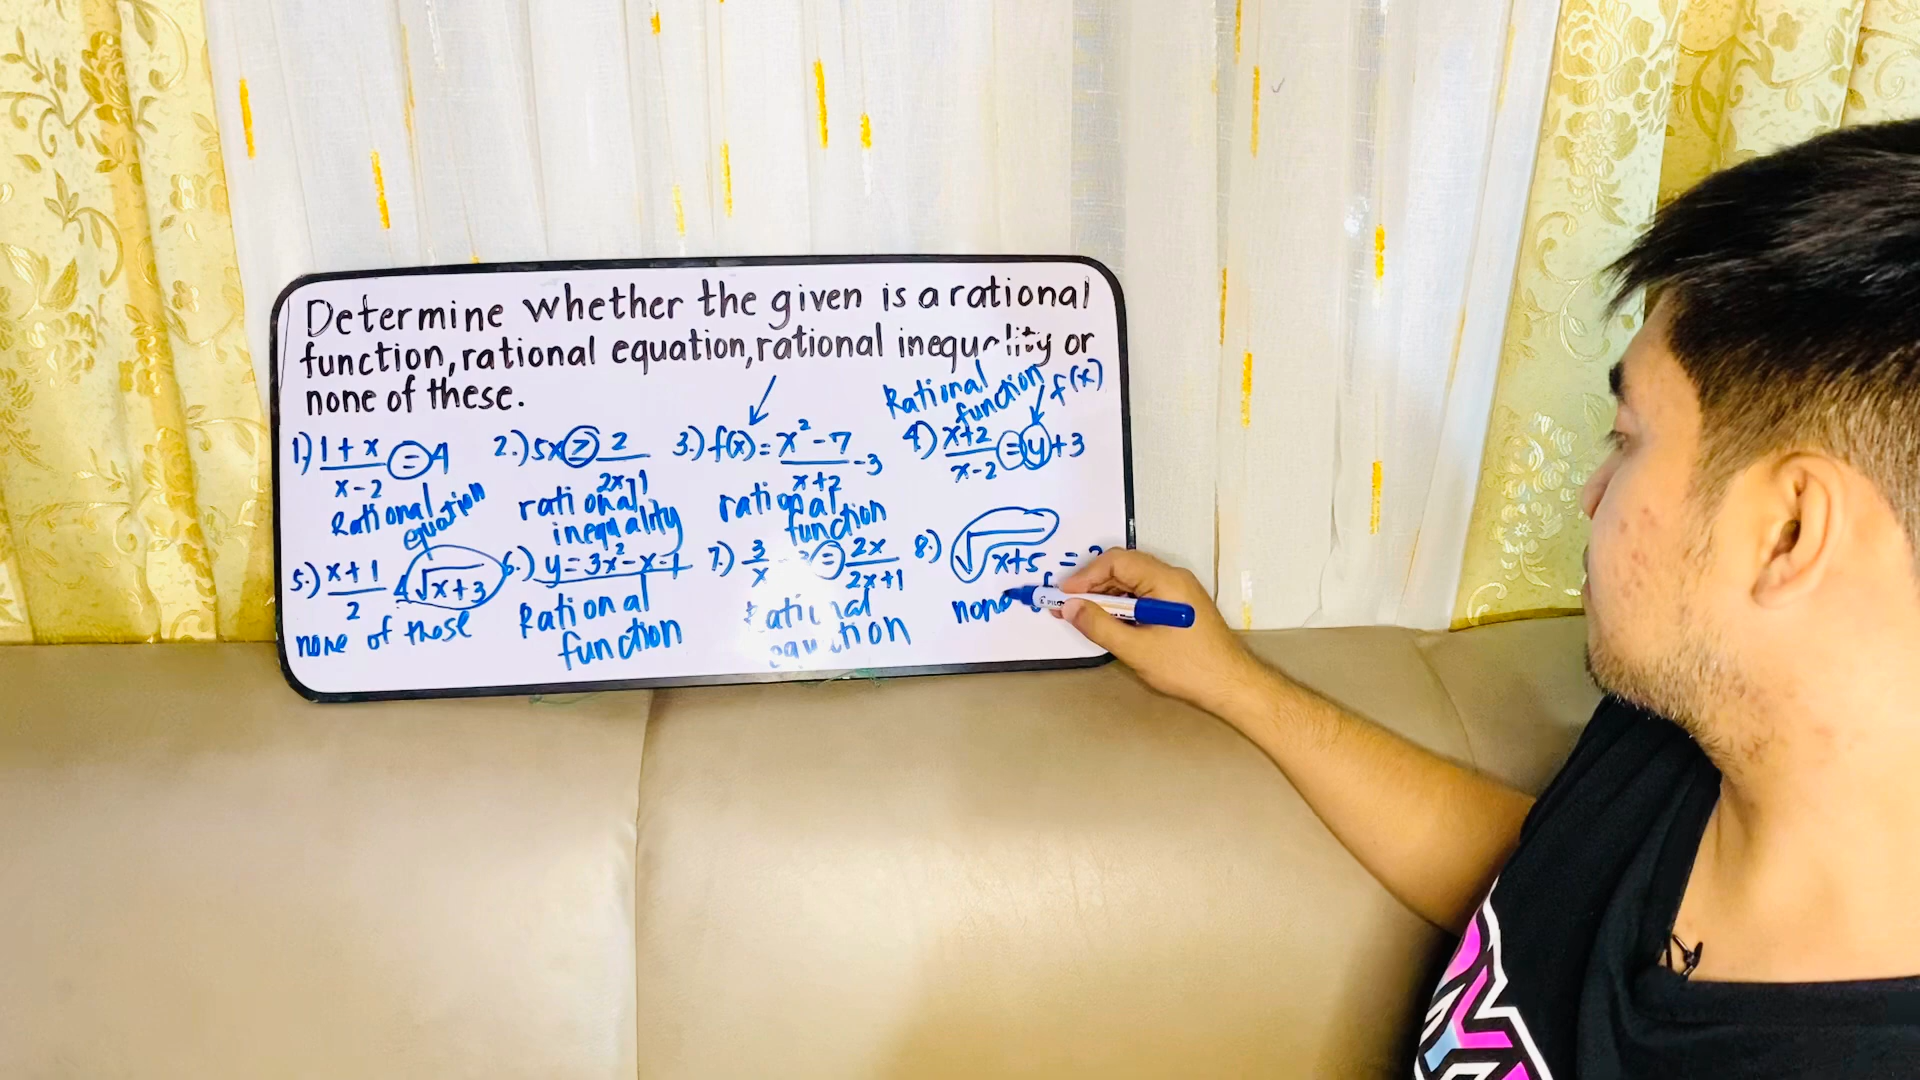 Determine whether the given is a rational
function, rational equation, rational inequality or
none of these.
Rational
function
f(x)
1.) 1 + x / x - 2 = 4
Rational
equation
2.) 5x ≥ 2 / 2x-1
rational
inequality
3.) f(x) = x² - 7 / x+2 - 3
rational
function
4) x+2 / x-2 = y + 3
5.) x + 1 / 2 √x+3
none of these
6.) y = 3x² - x - 1
Rational
function
7.) 3 / x = 2x / 2x+1
Rational
equation
8.) √x+5 =
none